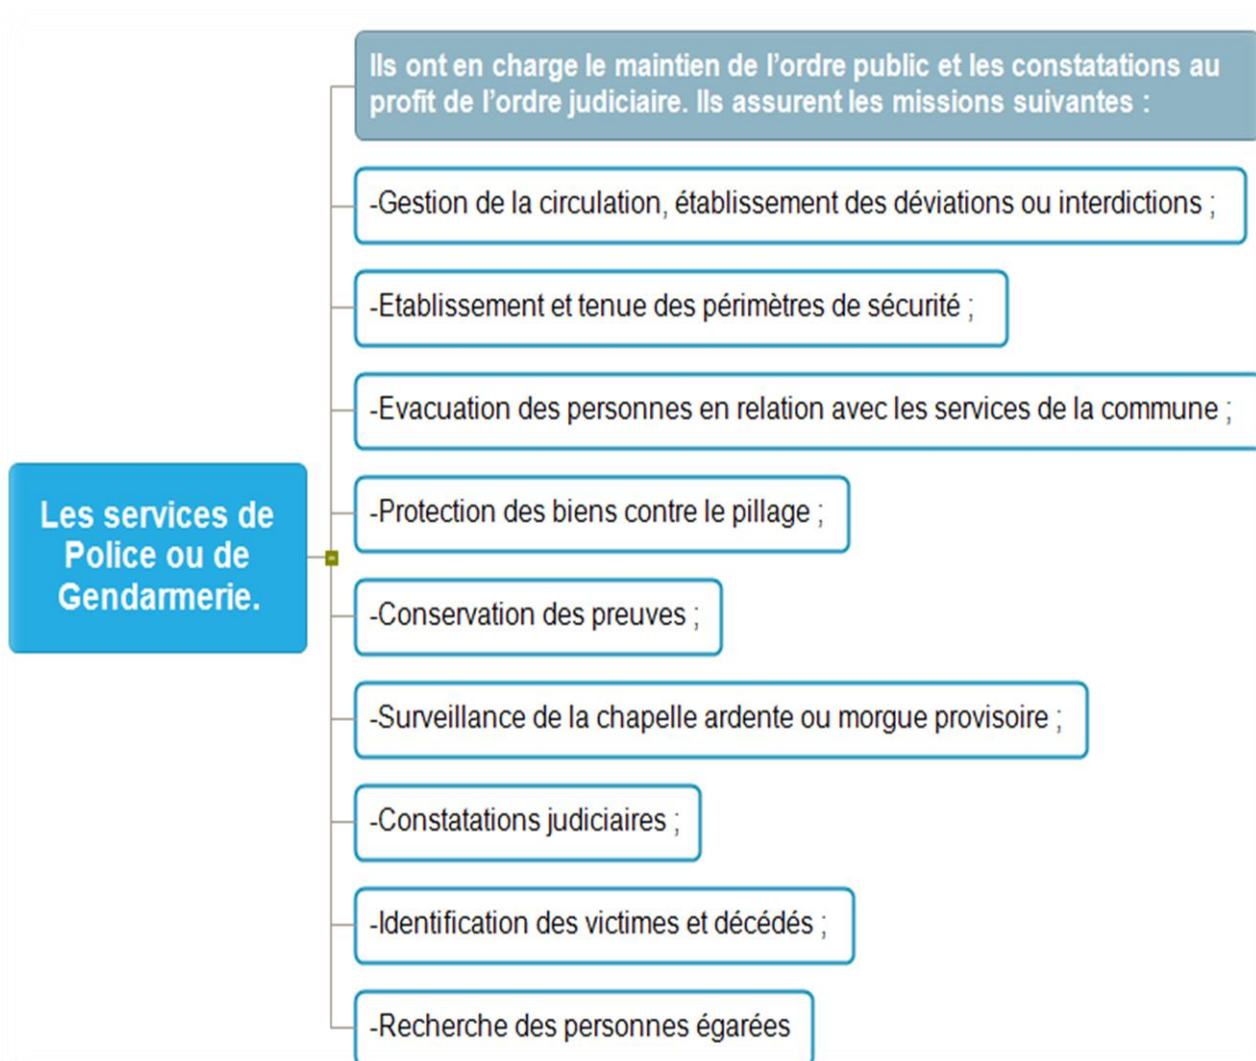 Ils ont en charge le maintien de l’ordre public et les constatations au
profit de l’ordre judiciaire. Ils assurent les missions suivantes :
-Gestion de la circulation, établissement des déviations ou interdictions ;
-Etablissement et tenue des périmètres de sécurité ;
-Evacuation des personnes en relation avec les services de la commune ;
Les services de
Police ou de
Gendarmerie.
-Protection des biens contre le pillage ;
-Conservation des preuves ;
-Surveillance de la chapelle ardente ou morgue provisoire ;
-Constatations judiciaires ;
-Identification des victimes et décédés ;
-Recherche des personnes égarées